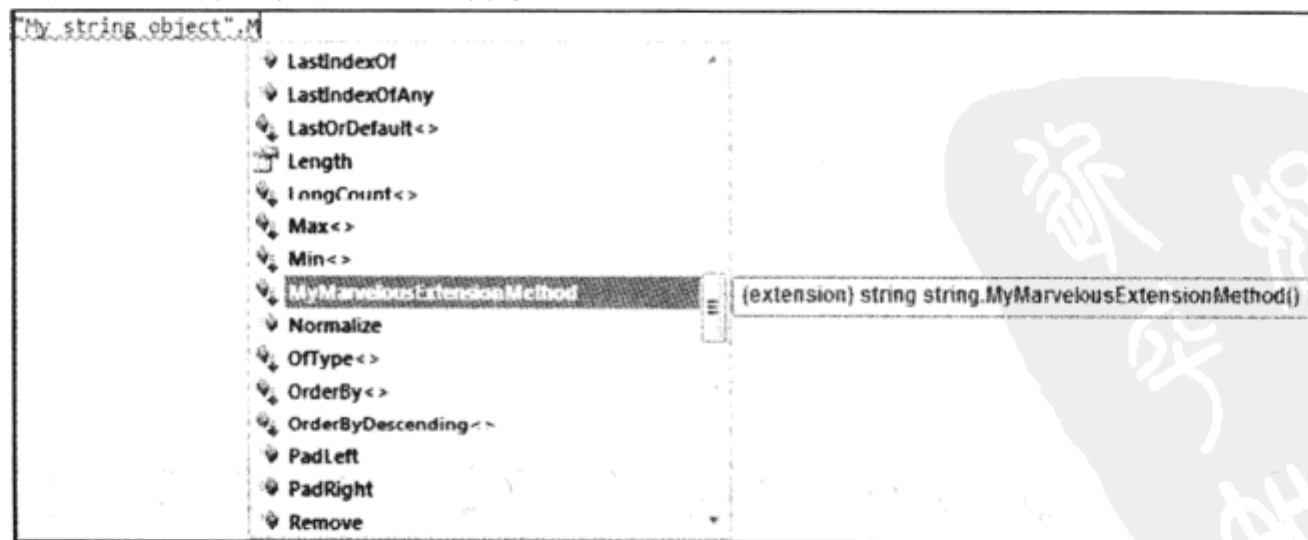 "My string object".M
LastIndexOf
LastIndexOfAny
LastOrDefault<>
Length
LongCount<>
Max<>
Min<>
MyMarvelousExtensionMethod
(extension) string string.MyMarvelousExtensionMethod()
Normalize
OfType<>
OrderBy<>
OrderByDescending<>
PadLeft
PadRight
Remove